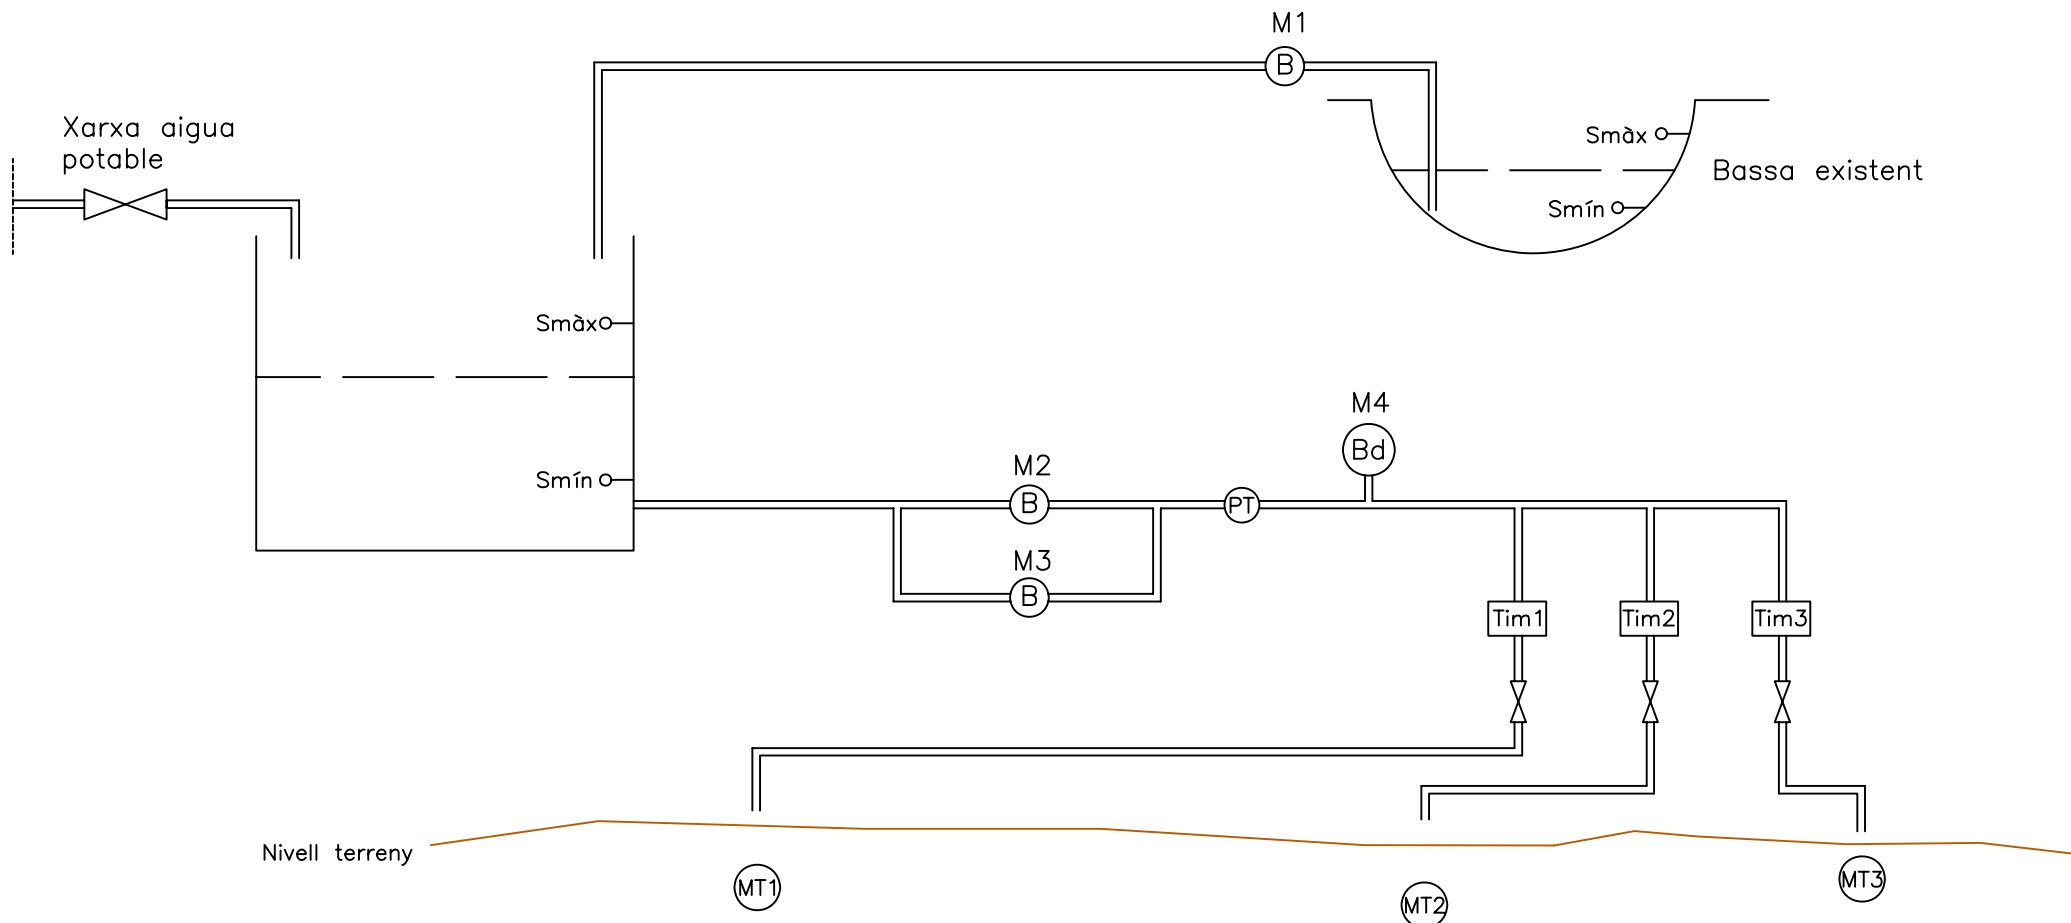 M1
B
Xarxa aigua
potable
Smàx
Bassa existent
Smín
Smàx
Smín
M4
Bd
M2
B
PT
M3
B
Tim1
Tim2
Tim3
Nivell terreny
MT1
MT2
MT3